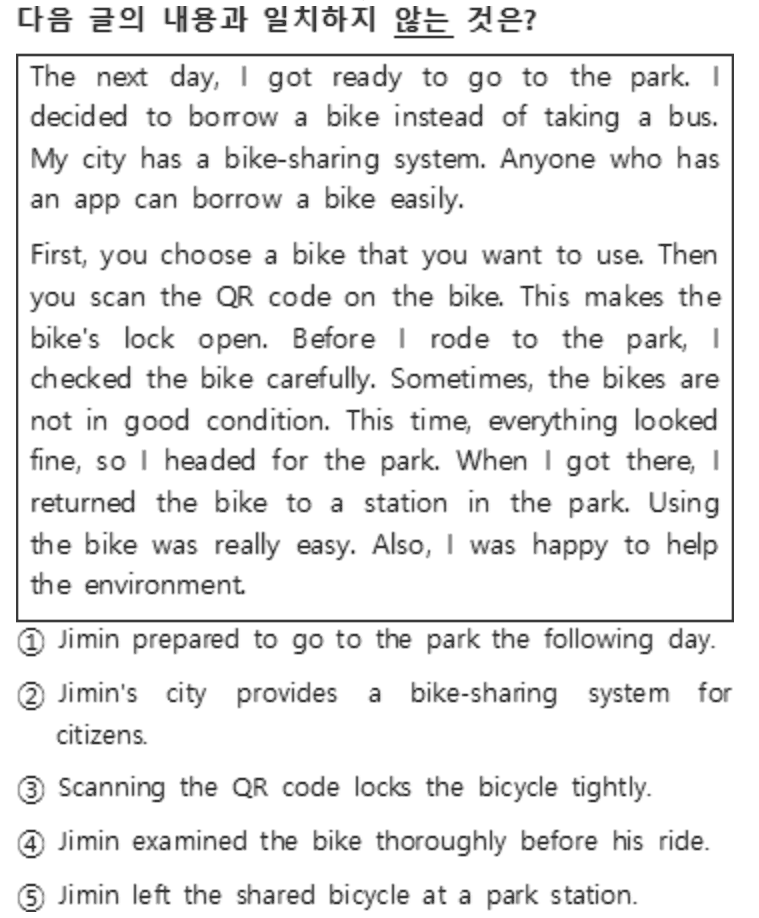 다음 글의 내용과 일치하지 않는 것은?
The next day, I got ready to go to the park. I
decided to borrow a bike instead of taking a bus.
My city has a bike-sharing system. Anyone who has
an app can borrow a bike easily.
First, you choose a bike that you want to use. Then
you scan the QR code on the bike. This makes the
bike's lock open. Before I rode to the park, I
checked the bike carefully. Sometimes, the bikes are
not in good condition. This time, everything looked
fine, so I headed for the park. When I got there, I
returned the bike to a station in the park. Using
the bike was really easy. Also, I was happy to help
the environment.
① Jimin prepared to go to the park the following day.
② Jimin's city provides a bike-sharing system for
citizens.
③ Scanning the QR code locks the bicycle tightly.
④ Jimin examined the bike thoroughly before his ride.
⑤ Jimin left the shared bicycle at a park station.